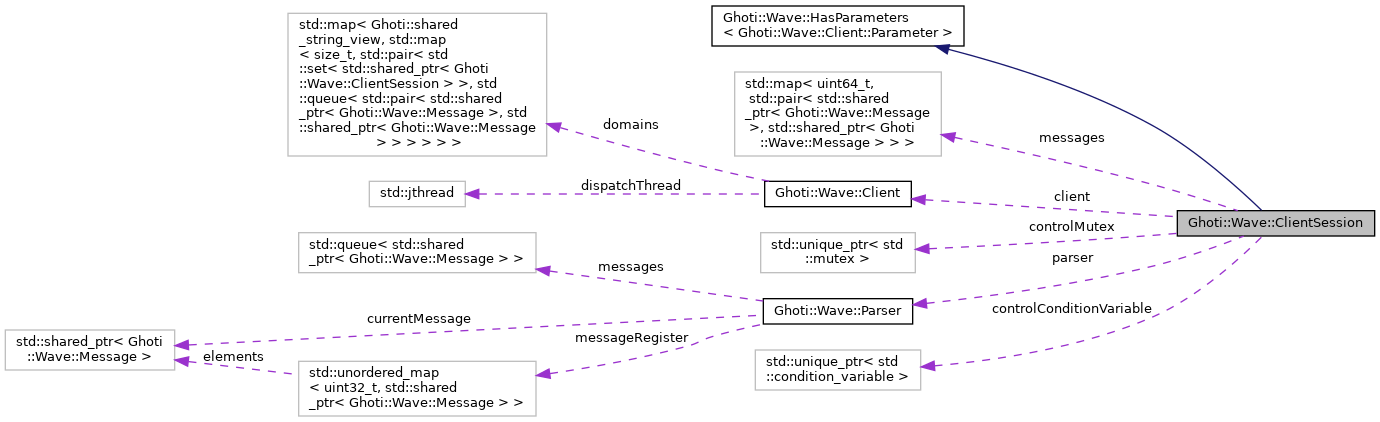 std::map< Ghoti::shared
_string_view, std::map
< size_t, std::pair< std
::set< std::shared_ptr< Ghoti
::Wave::ClientSession > >, std
::queue< std::pair< std::shared
_ptr< Ghoti::Wave::Message >, std
::shared_ptr< Ghoti::Wave::Message
> > > > > >
Ghoti::Wave::HasParameters
< Ghoti::Wave::Client::Parameter >
std::map< uint64_t,
std::pair< std::shared
_ptr< Ghoti::Wave::Message
>, std::shared_ptr< Ghoti
::Wave::Message > > >
domains
messages
std::jthread
dispatchThread
Ghoti::Wave::Client
client
Ghoti::Wave::ClientSession
controlMutex
std::queue< std::shared
_ptr< Ghoti::Wave::Message > >
messages
std::unique_ptr< std
::mutex >
parser
Ghoti::Wave::Parser
controlConditionVariable
currentMessage
std::shared_ptr< Ghoti
::Wave::Message >
elements
messageRegister
std::unordered_map
< uint32_t, std::shared
_ptr< Ghoti::Wave::Message > >
std::unique_ptr< std
::condition_variable >